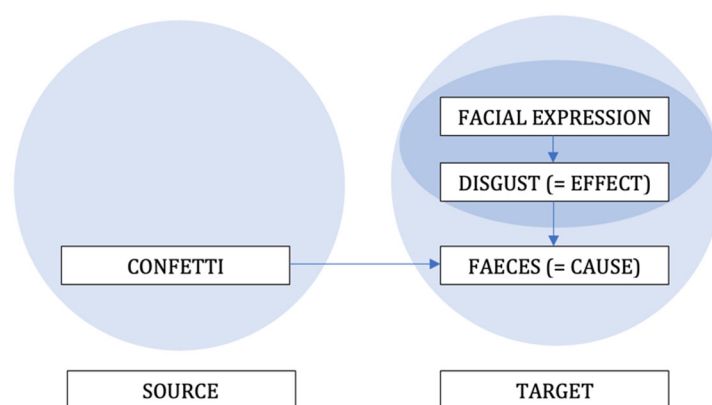 FACIAL EXPRESSION
DISGUST (= EFFECT)
CONFETTI
FAECES (= CAUSE)
SOURCE
TARGET